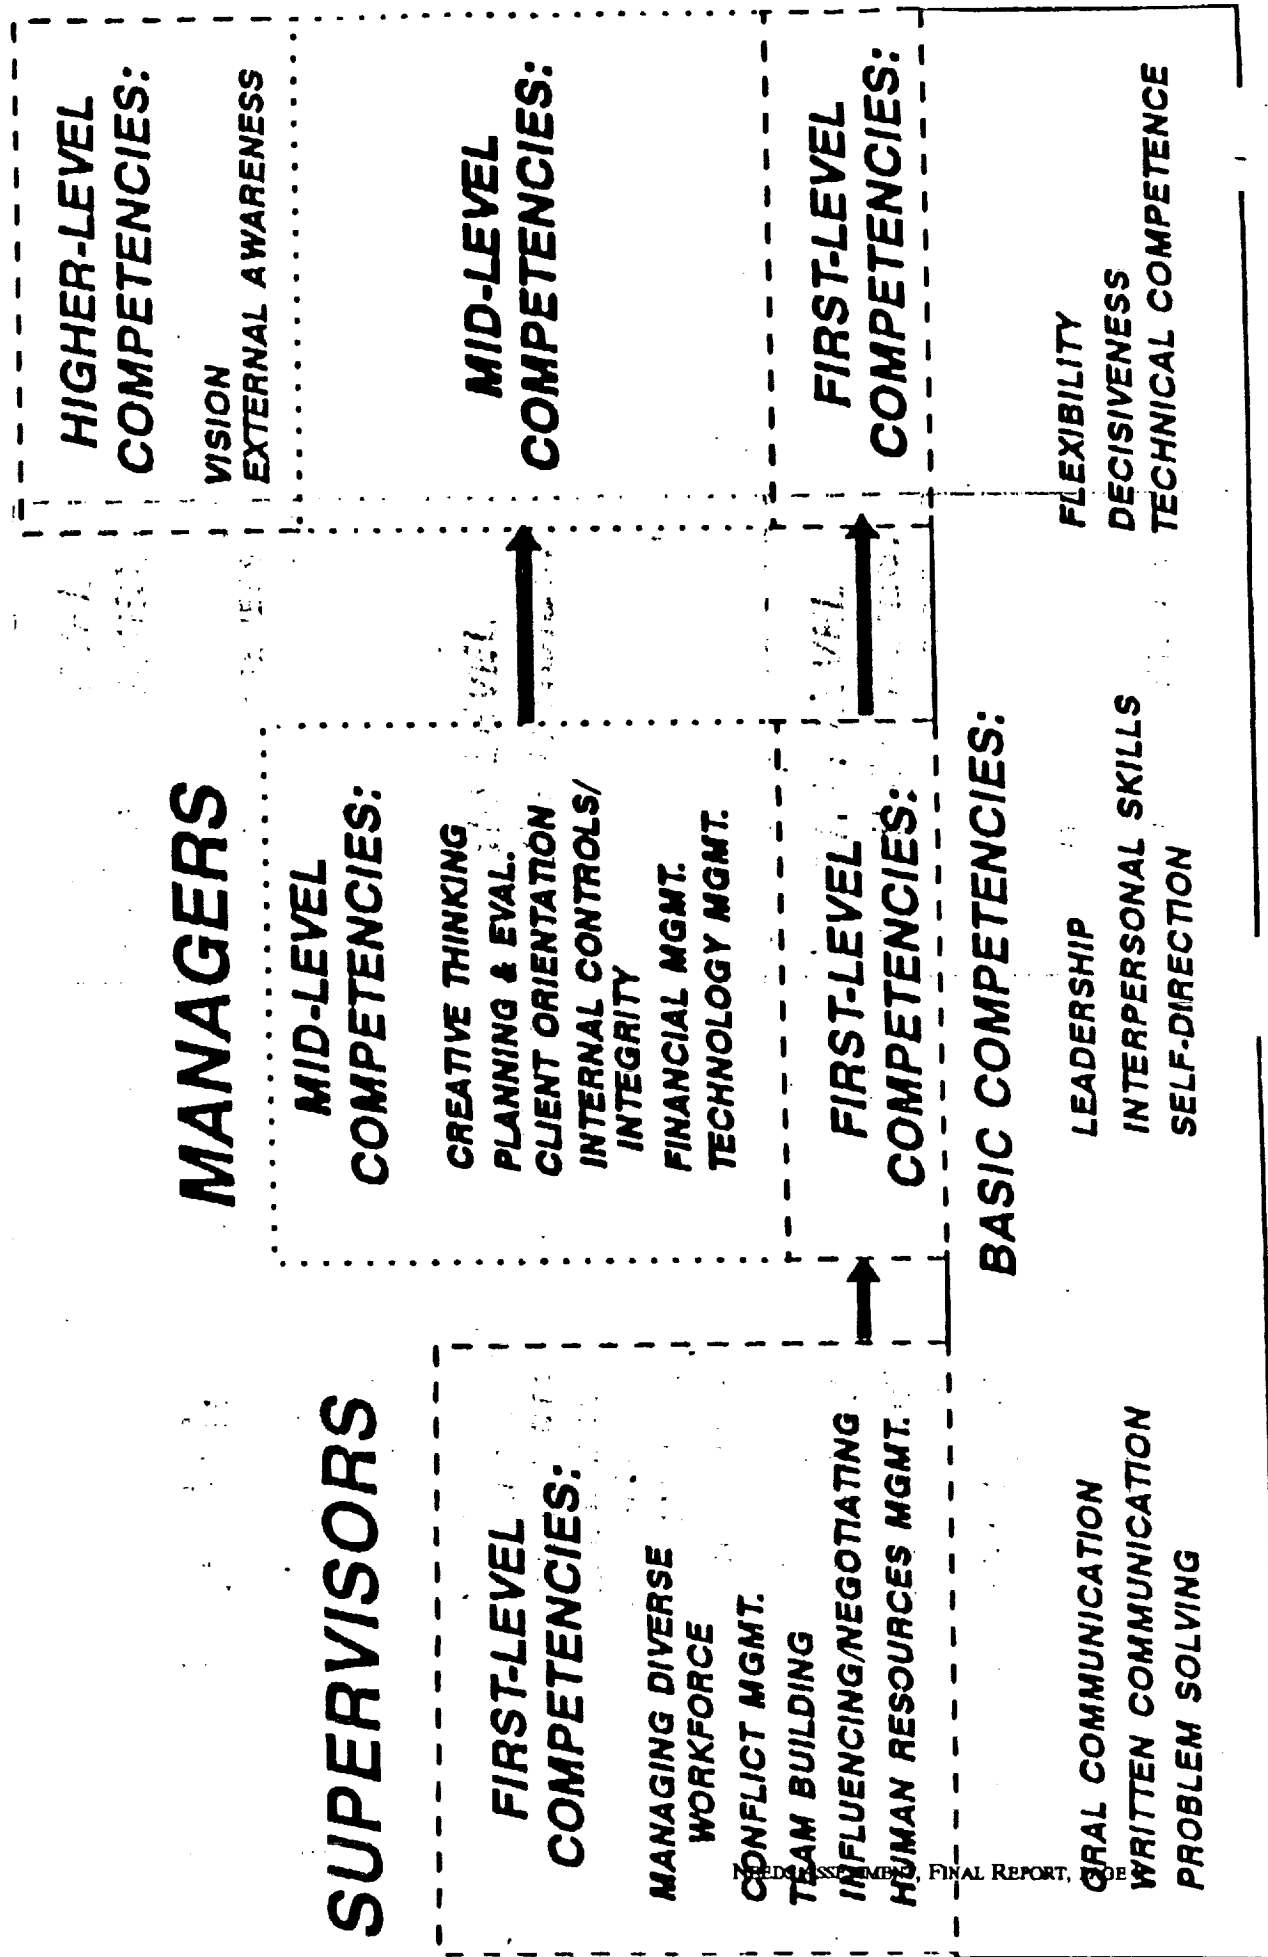 SUPERVISORS
FIRST-LEVEL
COMPETENCIES:
MANAGING DIVERSE
WORKFORCE
CONFLICT MGMT.
TEAM BUILDING
INFLUENCING/NEGOTIATING
HUMAN RESOURCES MGMT.
MANAGERS
MID-LEVEL
COMPETENCIES:
CREATIVE THINKING
PLANNING & EVAL.
CLIENT ORIENTATION
INTERNAL CONTROLS/
INTEGRITY
FINANCIAL MGMT.
TECHNOLOGY MGMT.
FIRST-LEVEL
COMPETENCIES:
HIGHER-LEVEL
COMPETENCIES:
VISION
EXTERNAL AWARENESS
MID-LEVEL
COMPETENCIES:
FIRST-LEVEL
COMPETENCIES:
BASIC COMPETENCIES:
ORAL COMMUNICATION
WRITTEN COMMUNICATION
PROBLEM SOLVING
LEADERSHIP
INTERPERSONAL SKILLS
SELF-DIRECTION
FLEXIBILITY
DECISIVENESS
TECHNICAL COMPETENCE
NEEDS ASSESSMENT, FINAL REPORT, PAGE